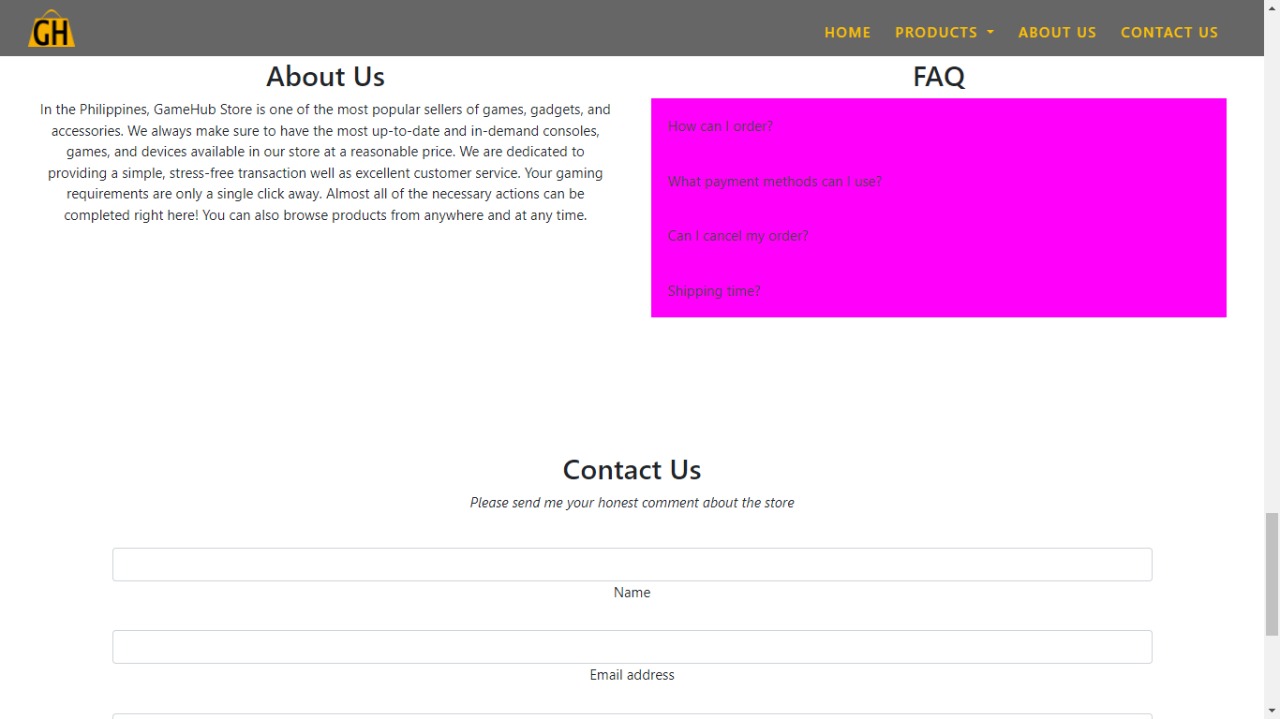 GH
HOME PRODUCTS ABOUT US CONTACT US
About Us
In the Philippines, GameHub Store is one of the most popular sellers of games, gadgets, and
accessories. We always make sure to have the most up-to-date and in-demand consoles,
games, and devices available in our store at a reasonable price. We are dedicated to
providing a simple, stress-free transaction well as excellent customer service. Your gaming
requirements are only a single click away. Almost all of the necessary actions can be
completed right here! You can also browse products from anywhere and at any time.
FAQ
How can I order?
What payment methods can I use?
Can I cancel my order?
Shipping time?
Contact Us
Please send me your honest comment about the store
Name
Email address